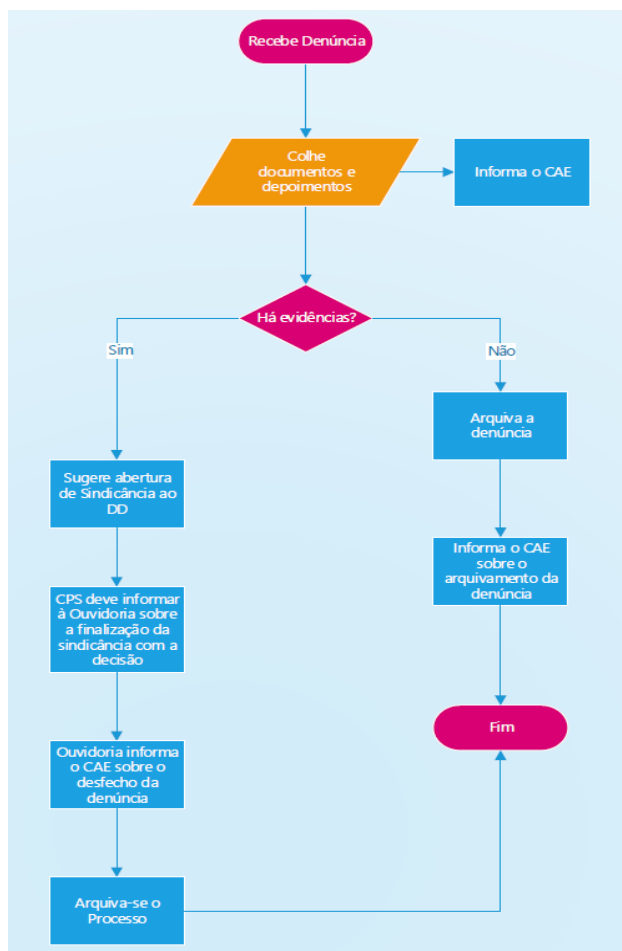 Recebe Denúncia
Colhe
documentos e
depoimentos
Informa o CAE
Há evidências?
Sim
Não
Arquiva a
denúncia
Sugere abertura
de Sindicância ao
DD
Informa o CAE
sobre o
arquivamento da
denúncia
CPS deve informar
à Ouvidoria sobre
a finalização da
sindicância com a
decisão
Fim
Ouvidoria informa
o CAE sobre o
desfecho da
denúncia
Arquiva-se o
Processo